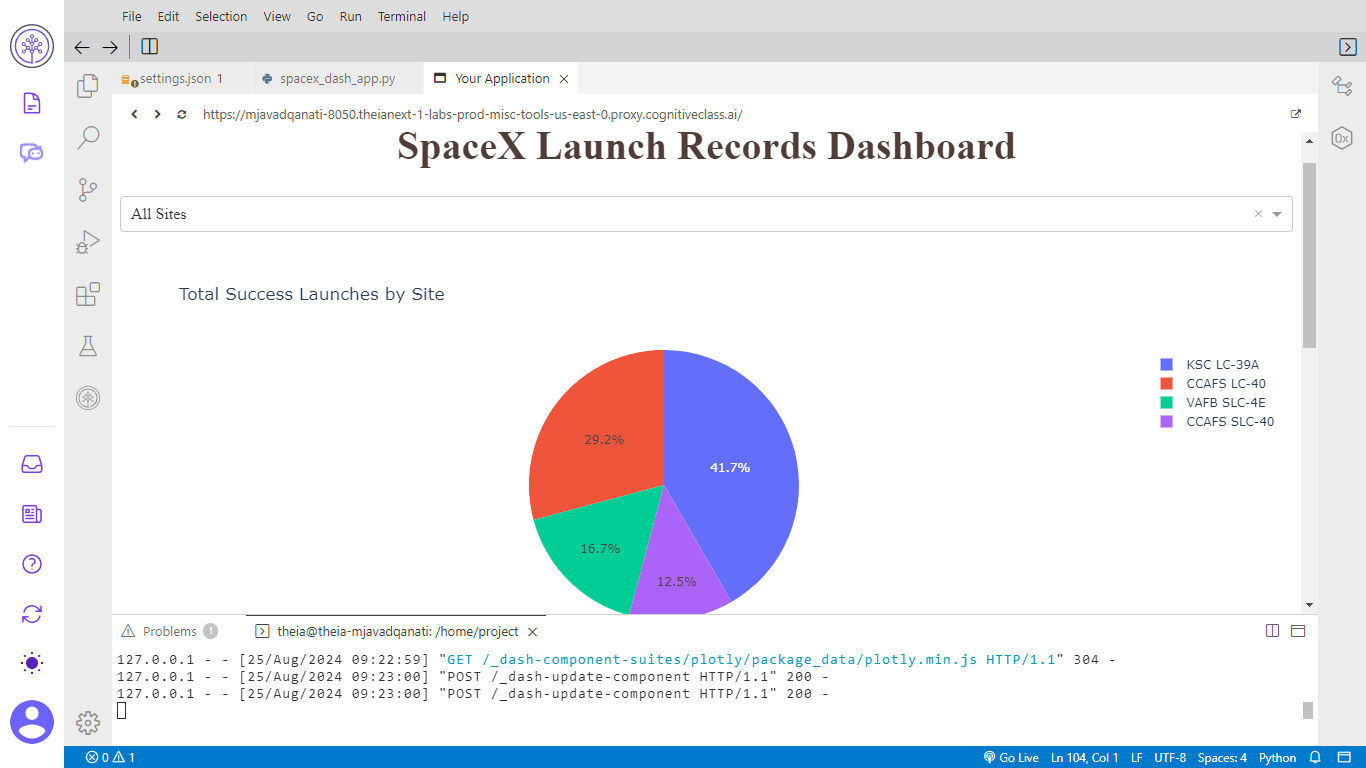 File Edit Selection View Go Run Terminal Help
settings.json 1 spacex_dash_app.py Your Application
https://mjavadqanati-8050.theianext-1-labs-prod-misc-tools-us-east-0.proxy.cognitiveclass.ai/
0x
SpaceX Launch Records Dashboard
All Sites
Total Success Launches by Site
KSC LC-39A
CCAFS LC-40
VAFB SLC-4E
CCAFS SLC-40
29.2%
41.7%
16.7%
12.5%
Problems 1 theia@theia-mjavadqanati: /home/project
127.0.0.1 - - [25/Aug/2024 09:22:59] "GET /_dash-component-suites/plotly/package_data/plotly.min.js HTTP/1.1" 304 -
127.0.0.1 - - [25/Aug/2024 09:23:00] "POST /_dash-update-component HTTP/1.1" 200 -
127.0.0.1 - - [25/Aug/2024 09:23:00] "POST /_dash-update-component HTTP/1.1" 200 -
0 1 Go Live Ln 104, Col 1 LF UTF-8 Spaces: 4 Python